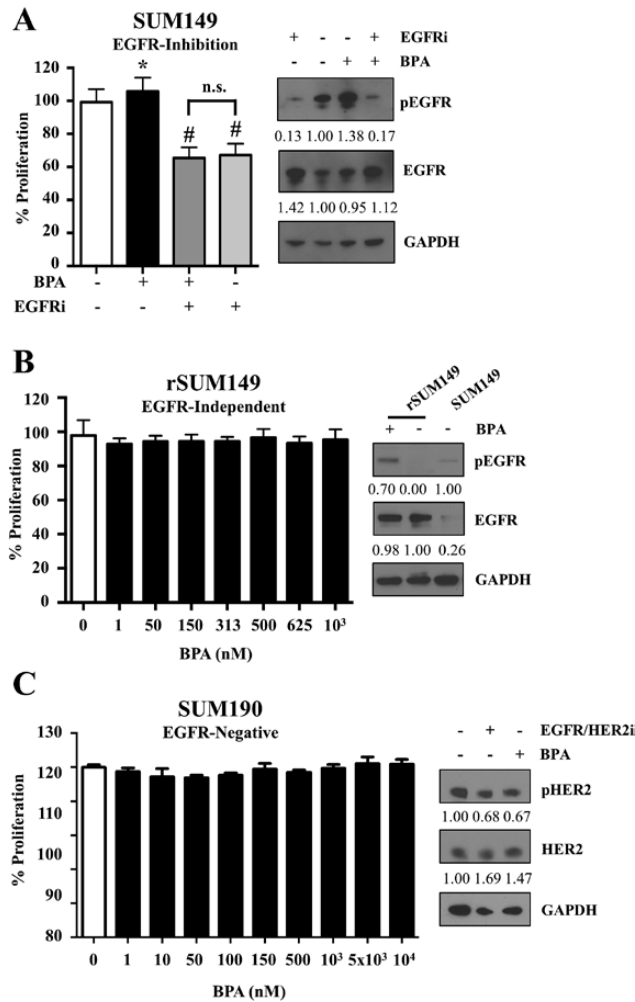 A
SUM149
EGFR-Inhibition
120
100
80
60
40
20
0
% Proliferation
*
#
n.s.
#
BPA - + + -
EGFRi - - + +
+ - - + EGFRi
- - + + BPA
pEGFR
0.13 1.00 1.38 0.17
EGFR
1.42 1.00 0.95 1.12
GAPDH
B
rSUM149
EGFR-Independent
120
100
80
60
40
20
0
% Proliferation
0 1 50 150 313 500 625 10³
BPA (nM)
rSUM149 SUM149
+ - - BPA
pEGFR
0.70 0.00 1.00
EGFR
0.98 1.00 0.26
GAPDH
C
SUM190
EGFR-Negative
130
120
100
100
90
80
% Proliferation
0 1 10 50 100 150 500 10³ 5x10³ 10⁴
BPA (nM)
- + - EGFR/HER2ii
- - + BPA
pHER2
1.00 0.68 0.67
HER2
1.00 1.69 1.47
GAPDH